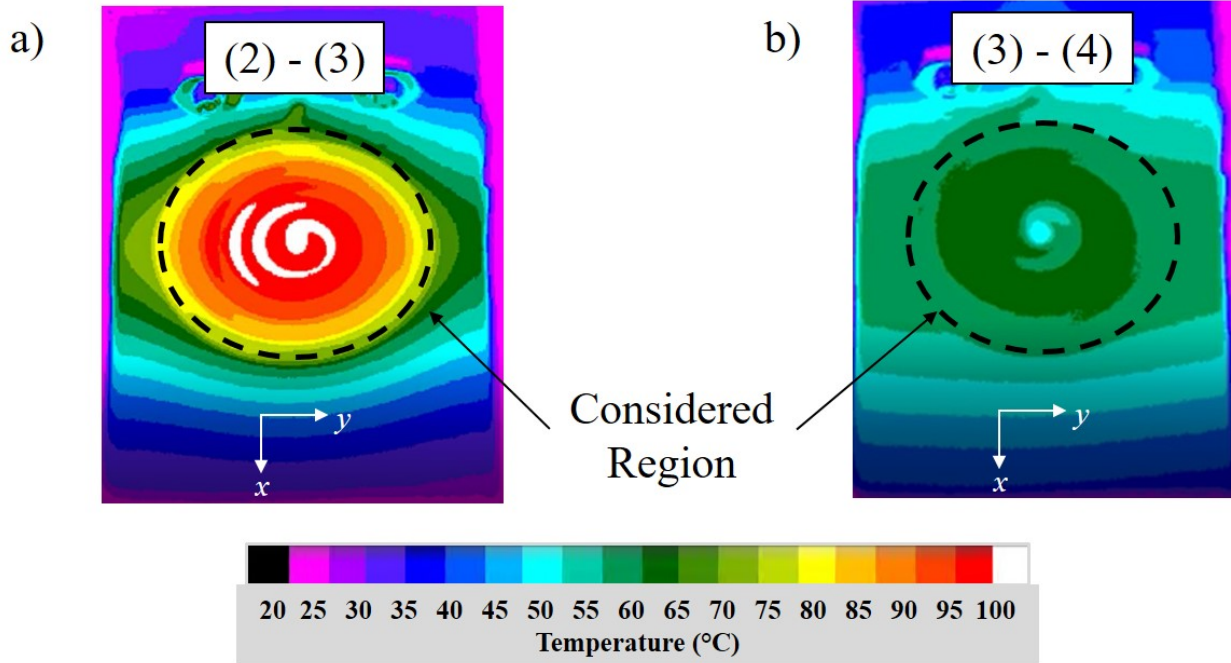 a)
(2) - (3)
b)
(3) - (4)
y
x
Considered
Region
y
x
20 25 30 35 40 45 50 55 60 65 70 75 80 85 90 95 100
Temperature (°C)